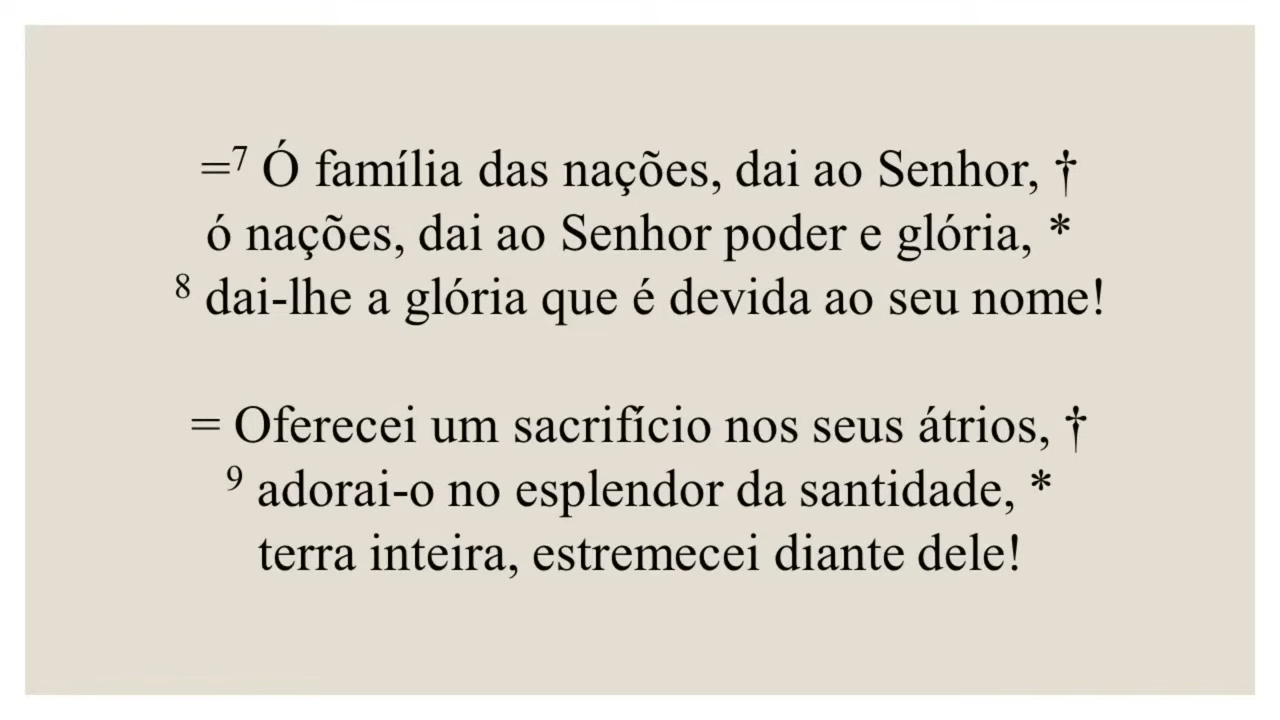 =⁷ Ó família das nações, dai ao Senhor, †
ó nações, dai ao Senhor poder e glória, *
⁸ dai-lhe a glória que é devida ao seu nome!
= Oferecei um sacrifício nos seus átrios, †
⁹ adorai-o no esplendor da santidade, *
terra inteira, estremecei diante dele!